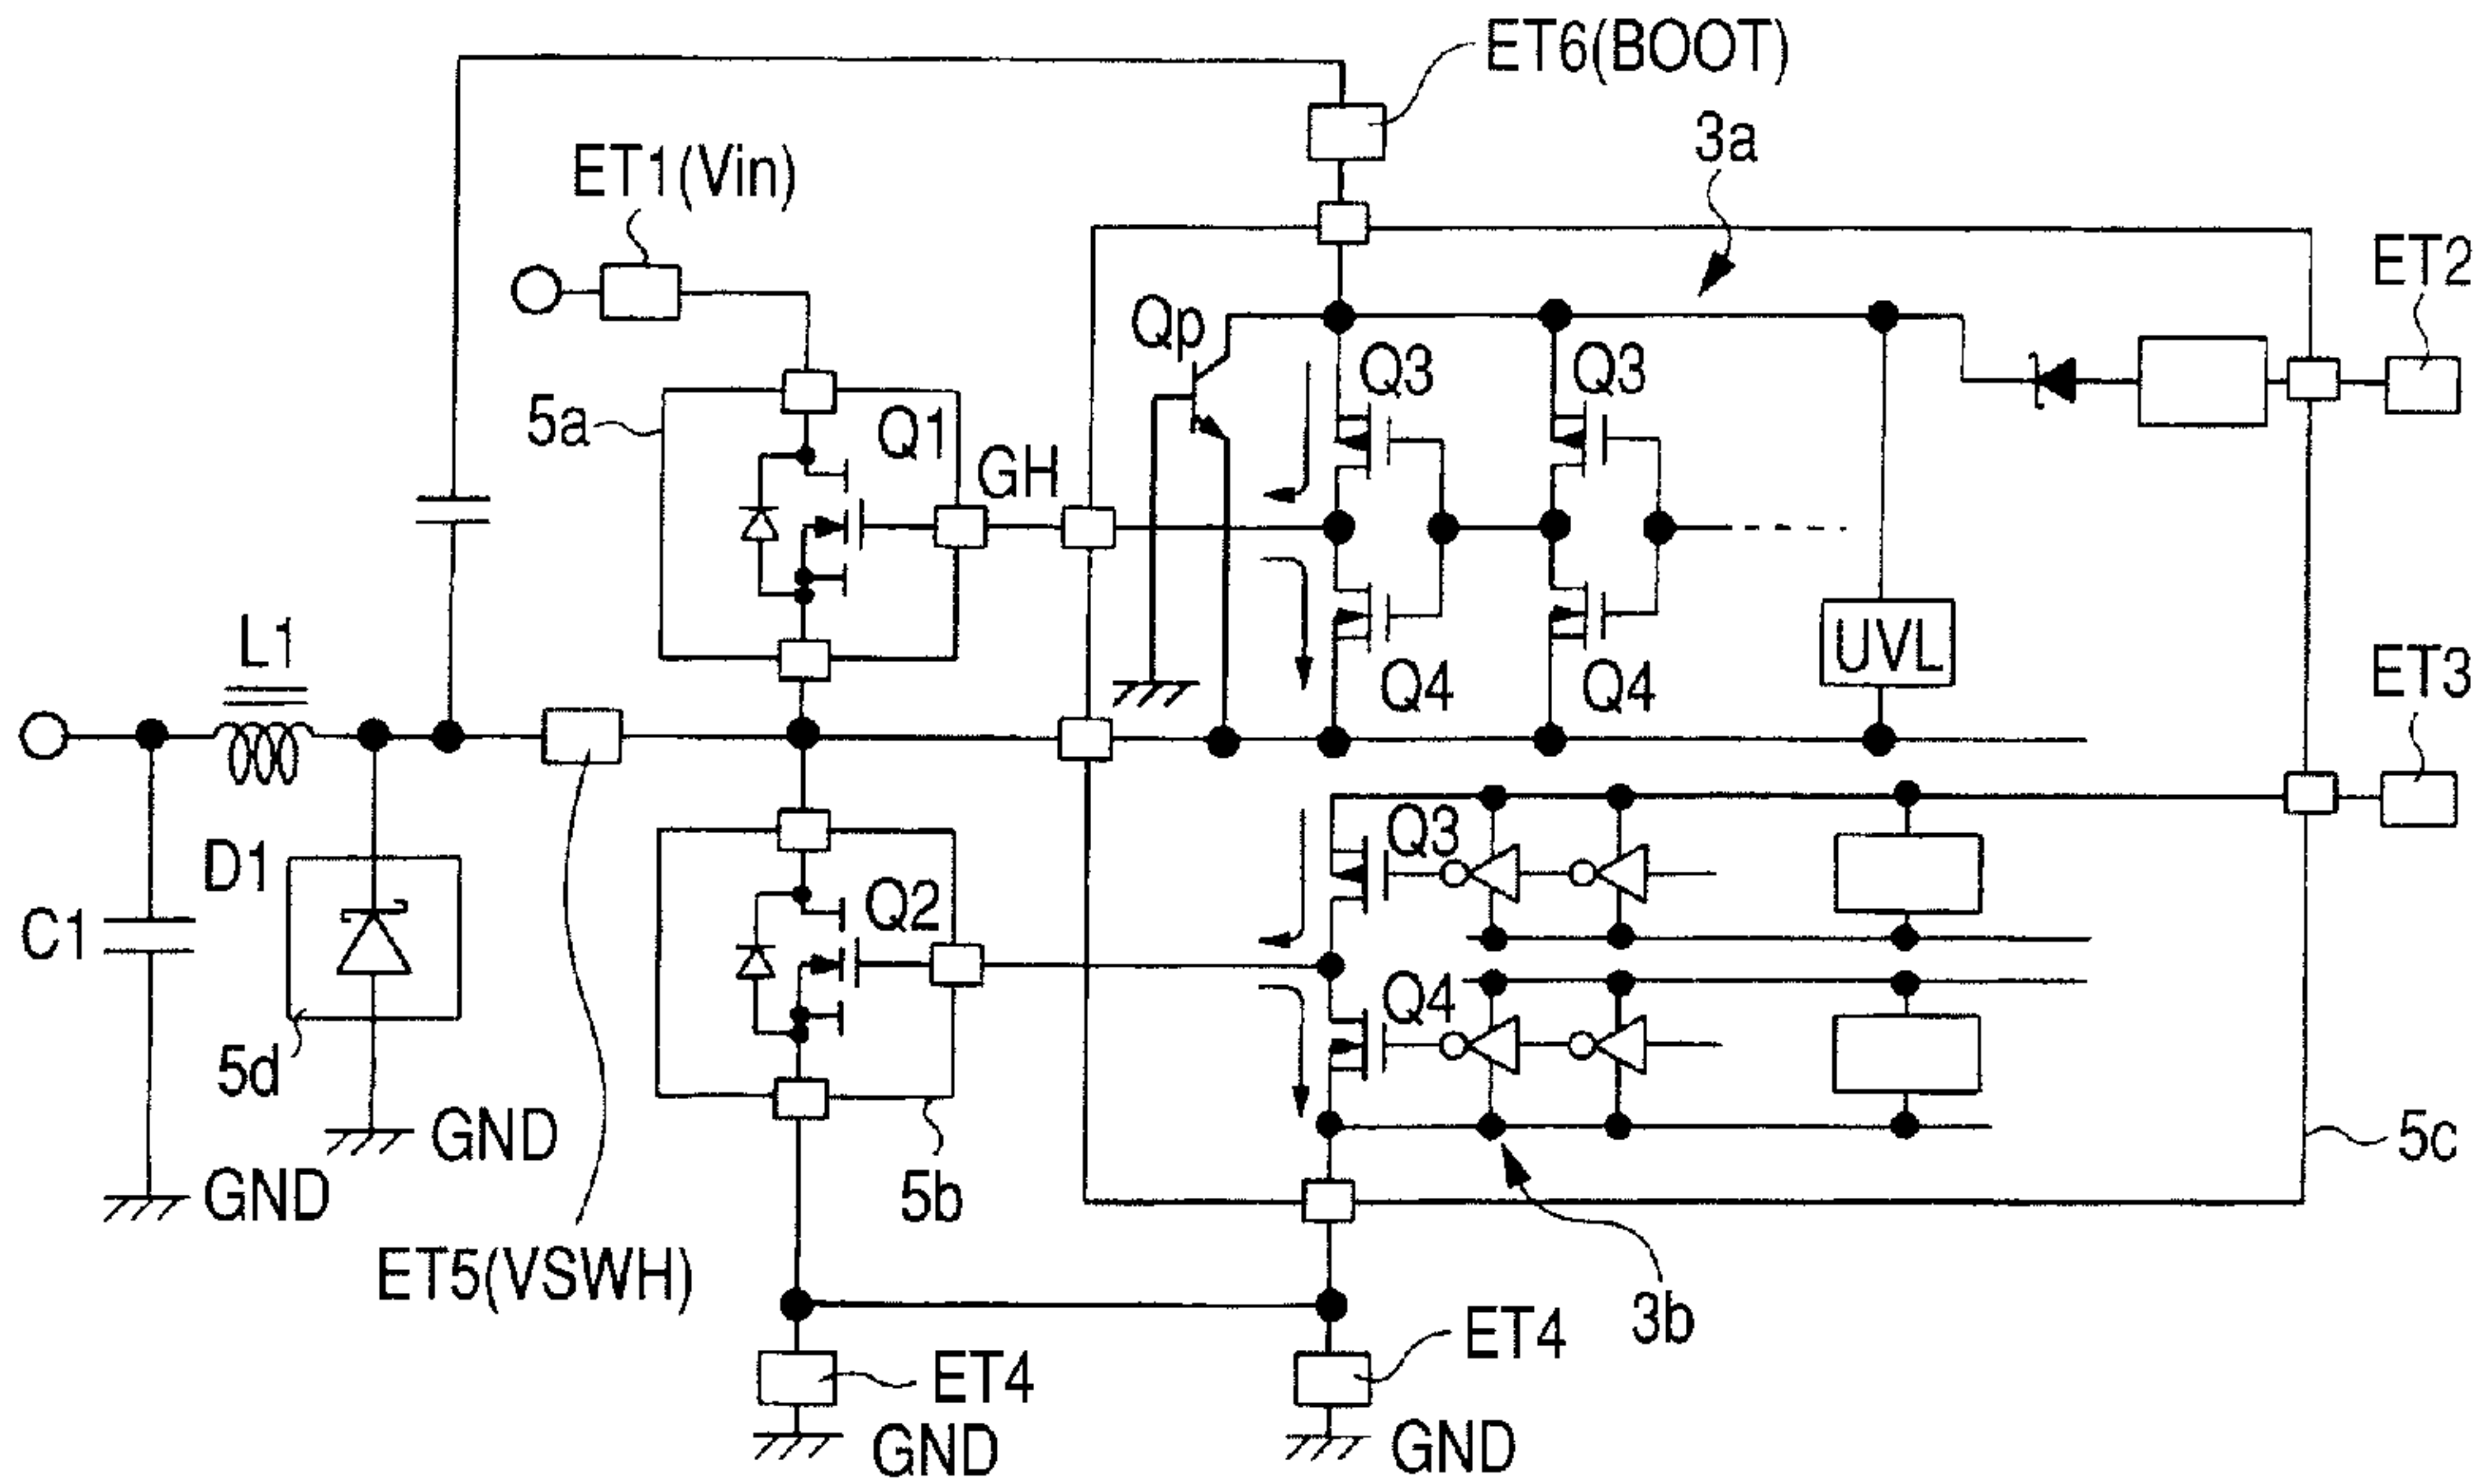 ET6(BOOT)
3a
ET1(Vin)
ET2
Qp
Q3
Q3
5a
Q1
GH
L1
UVL
Q4
Q4
ET3
D1
Q3
C1
Q2
Q4
5d
GND
5c
GND
5b
ET5(VSWH)
3b
ET4
ET4
GND
GND